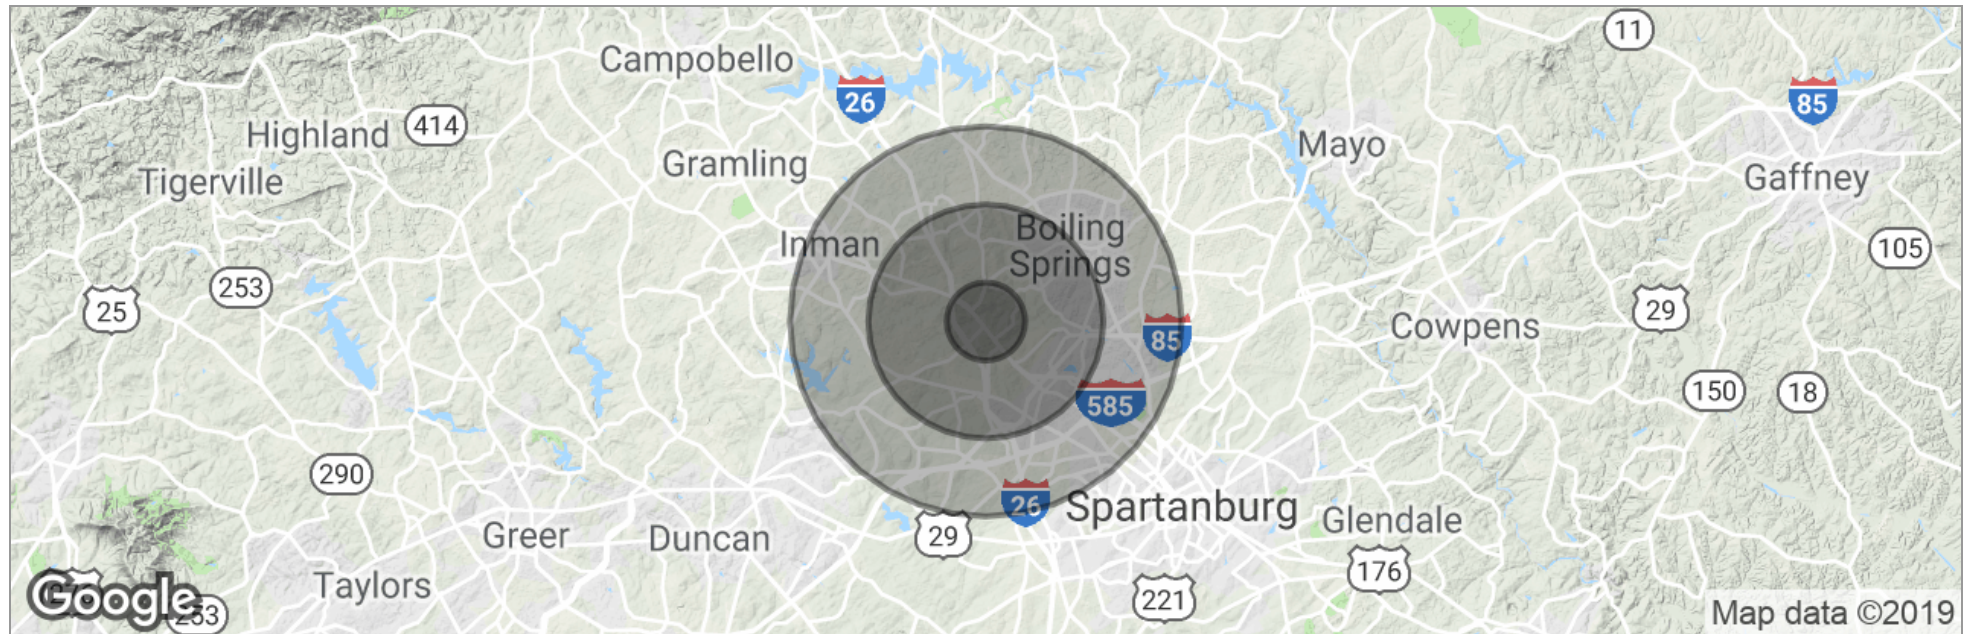 11
Campobello
26
85
414
Highland
Mayo
Gramling
Tigerville
Gaffney
Boiling
Springs
Inman
105
253
25
29
Cowpens
85
150
18
585
290
26
Spartanburg
Glendale
29
Greer
Duncan
176
Taylors
221
Google
253
Map data ©2019